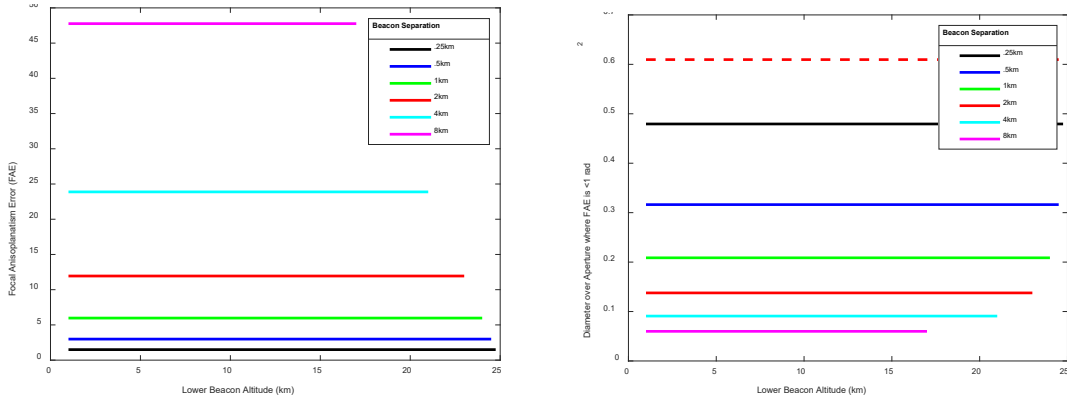 50
45
40
35
30
25
20
15
10
5
0
5
10
15
20
25
Focal Anisoplanatism Error (FAE)
Lower Beacon Altitude (km)
Beacon Separation
.25km
.5km
1km
2km
4km
8km
0.7
0.6
0.5
0.4
0.3
0.2
0.1
0
0
5
10
15
20
25
Diameter over Aperture where FAE is <1 rad
2
Lower Beacon Altitude (km)
Beacon Separation
.25km
.5km
1km
2km
4km
8km